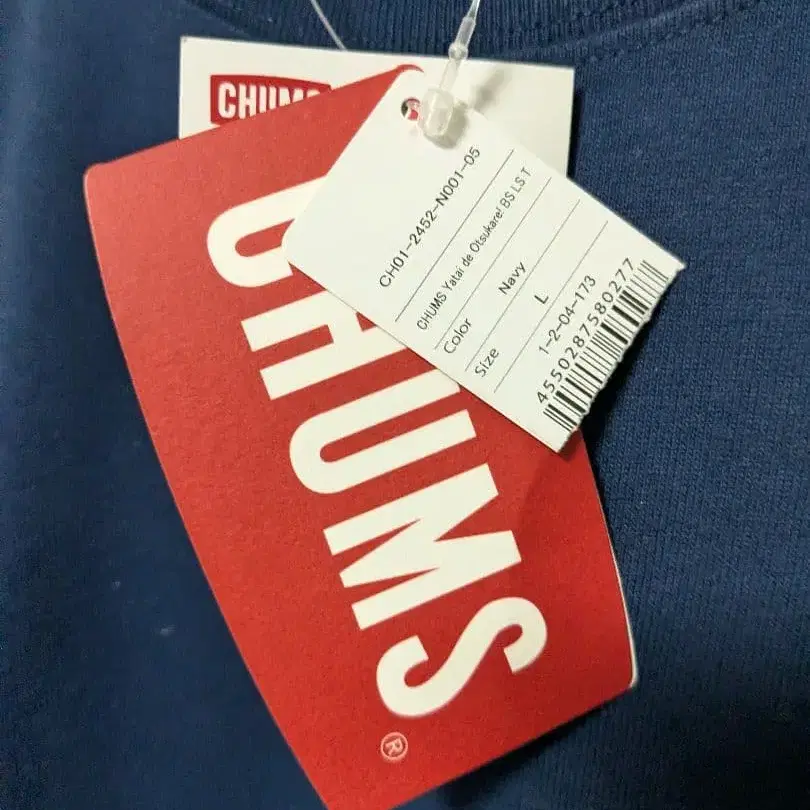 CHUMS
CHUMS
®
CH01-2452-N001-05
CHUMS Yatai de Otsukare! BS LS T
Color Navy
Size L
1-2-04-173
4550287580277